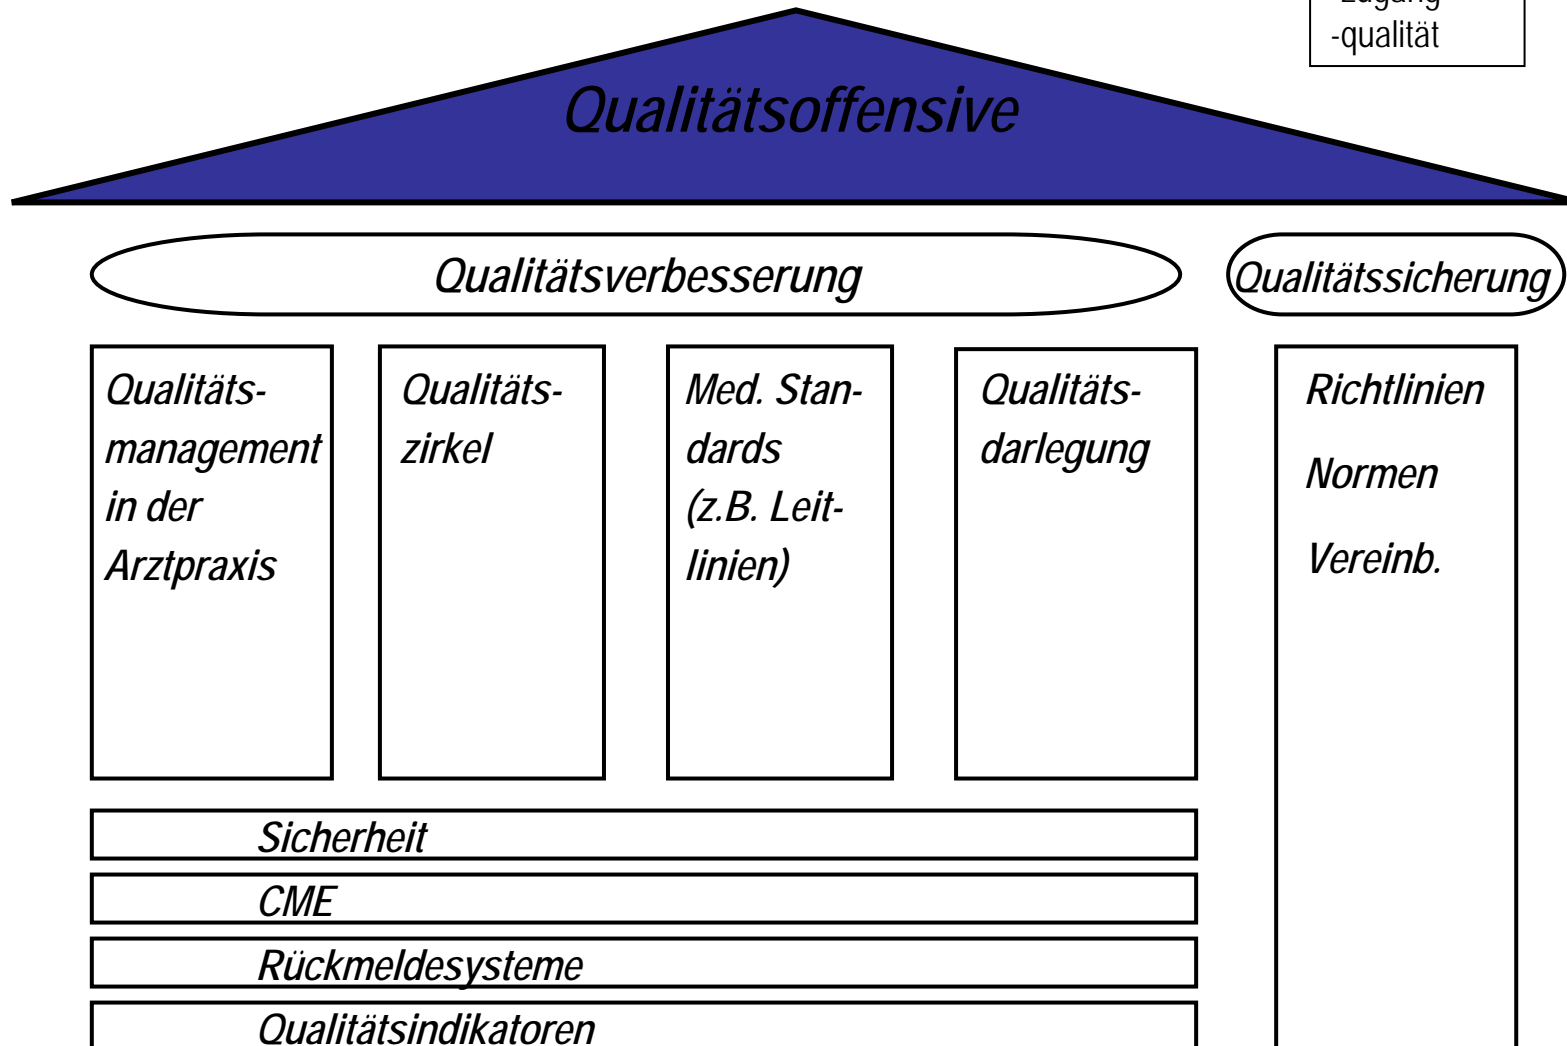 -zugang
-qualität
Qualitätsoffensive
Qualitätsverbesserung
Qualitätssicherung
Qualitäts-
management
in der
Arztpraxis
Qualitäts-
zirkel
Med. Stan-
dards
(z.B. Leit-
linien)
Qualitäts-
darlegung
Richtlinien
Normen
Vereinb.
Sicherheit
CME
Rückmeldesysteme
Qualitätsindikatoren